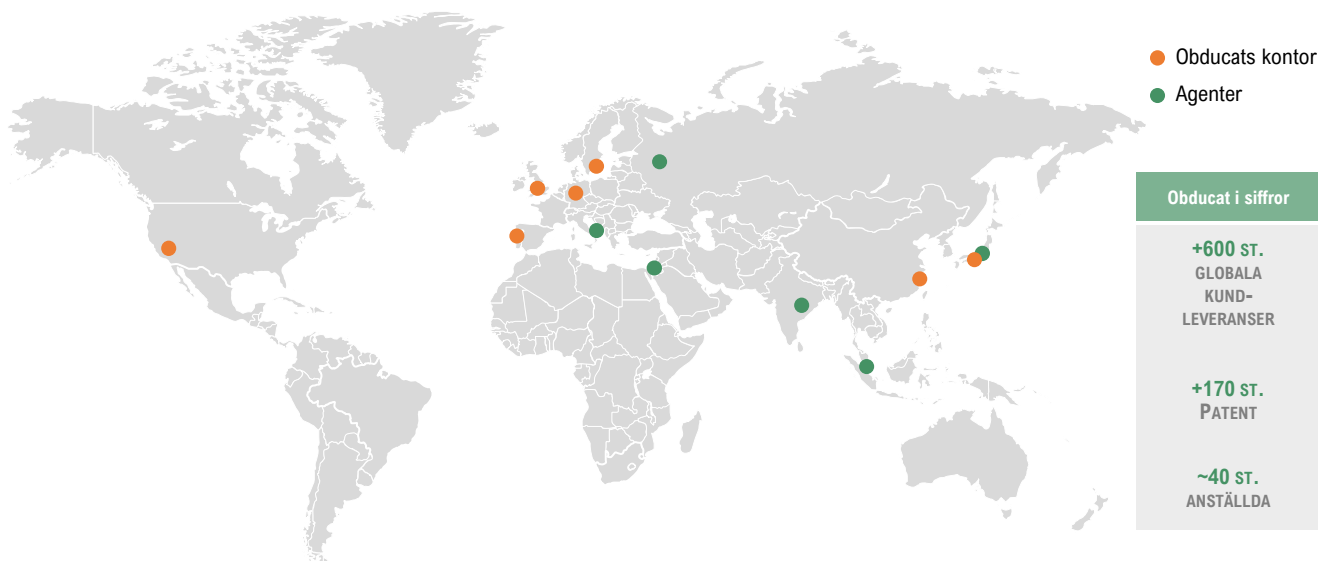 Obducats kontor
Agenter
Obducat i siffror
+600 ST.
GLOBALA
KUND-
LEVERANSER
+170 ST.
PATENT
~40 ST.
ANSTÄLLDA